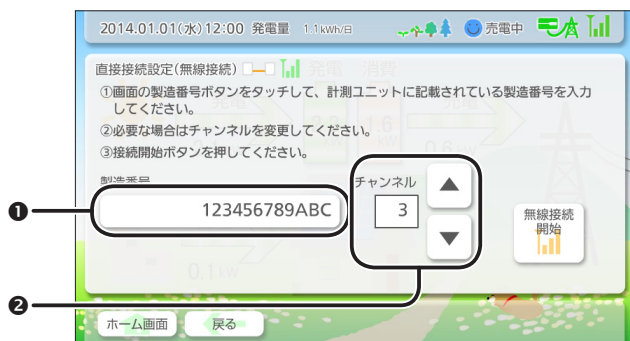 2014.01.01(水)12:00 発電量 1.1kWh/日 売電中
直接接続設定(無線接続)
①画面の製造番号ボタンをタッチして、計測ユニットに記載されている製造番号を入力
してください。
②必要な場合はチャンネルを変更してください。
③接続開始ボタンを押してください。
製造番号
チャンネル
❶
123456789ABC
3
無線接続
開始
0.1kW
❷
ホーム画面
戻る